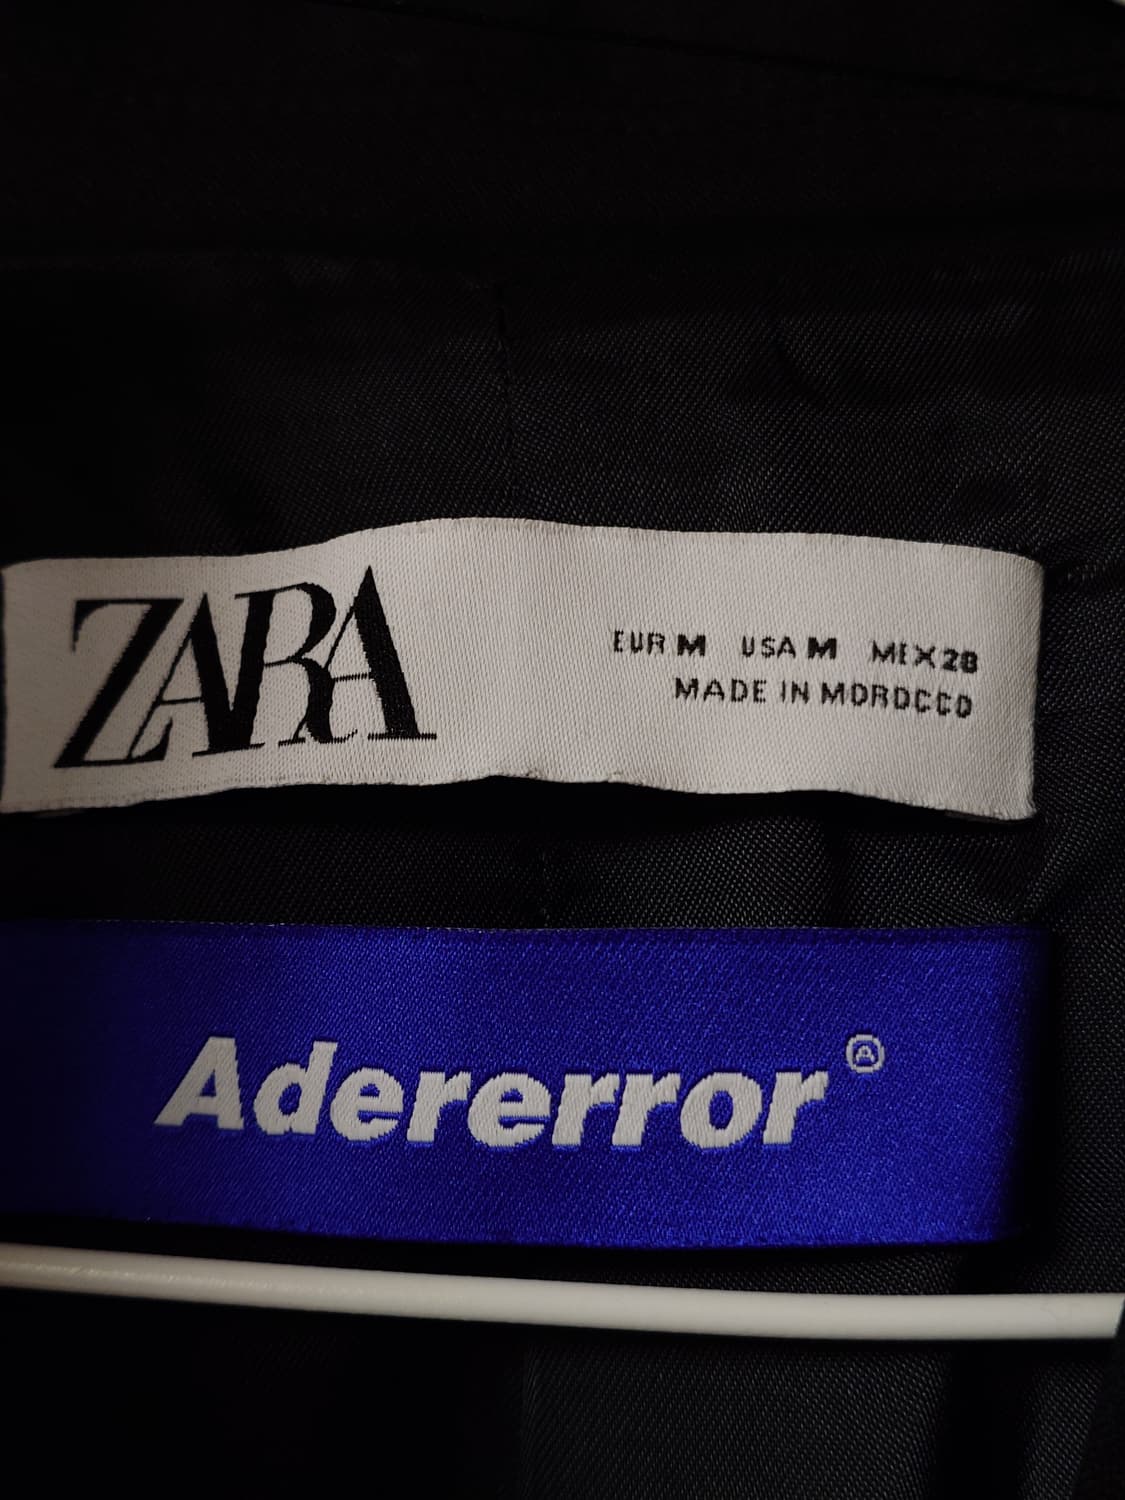 ZARA
EUR M USA M MEX 28
MADE IN MOROCCO
Adererror Ⓐ